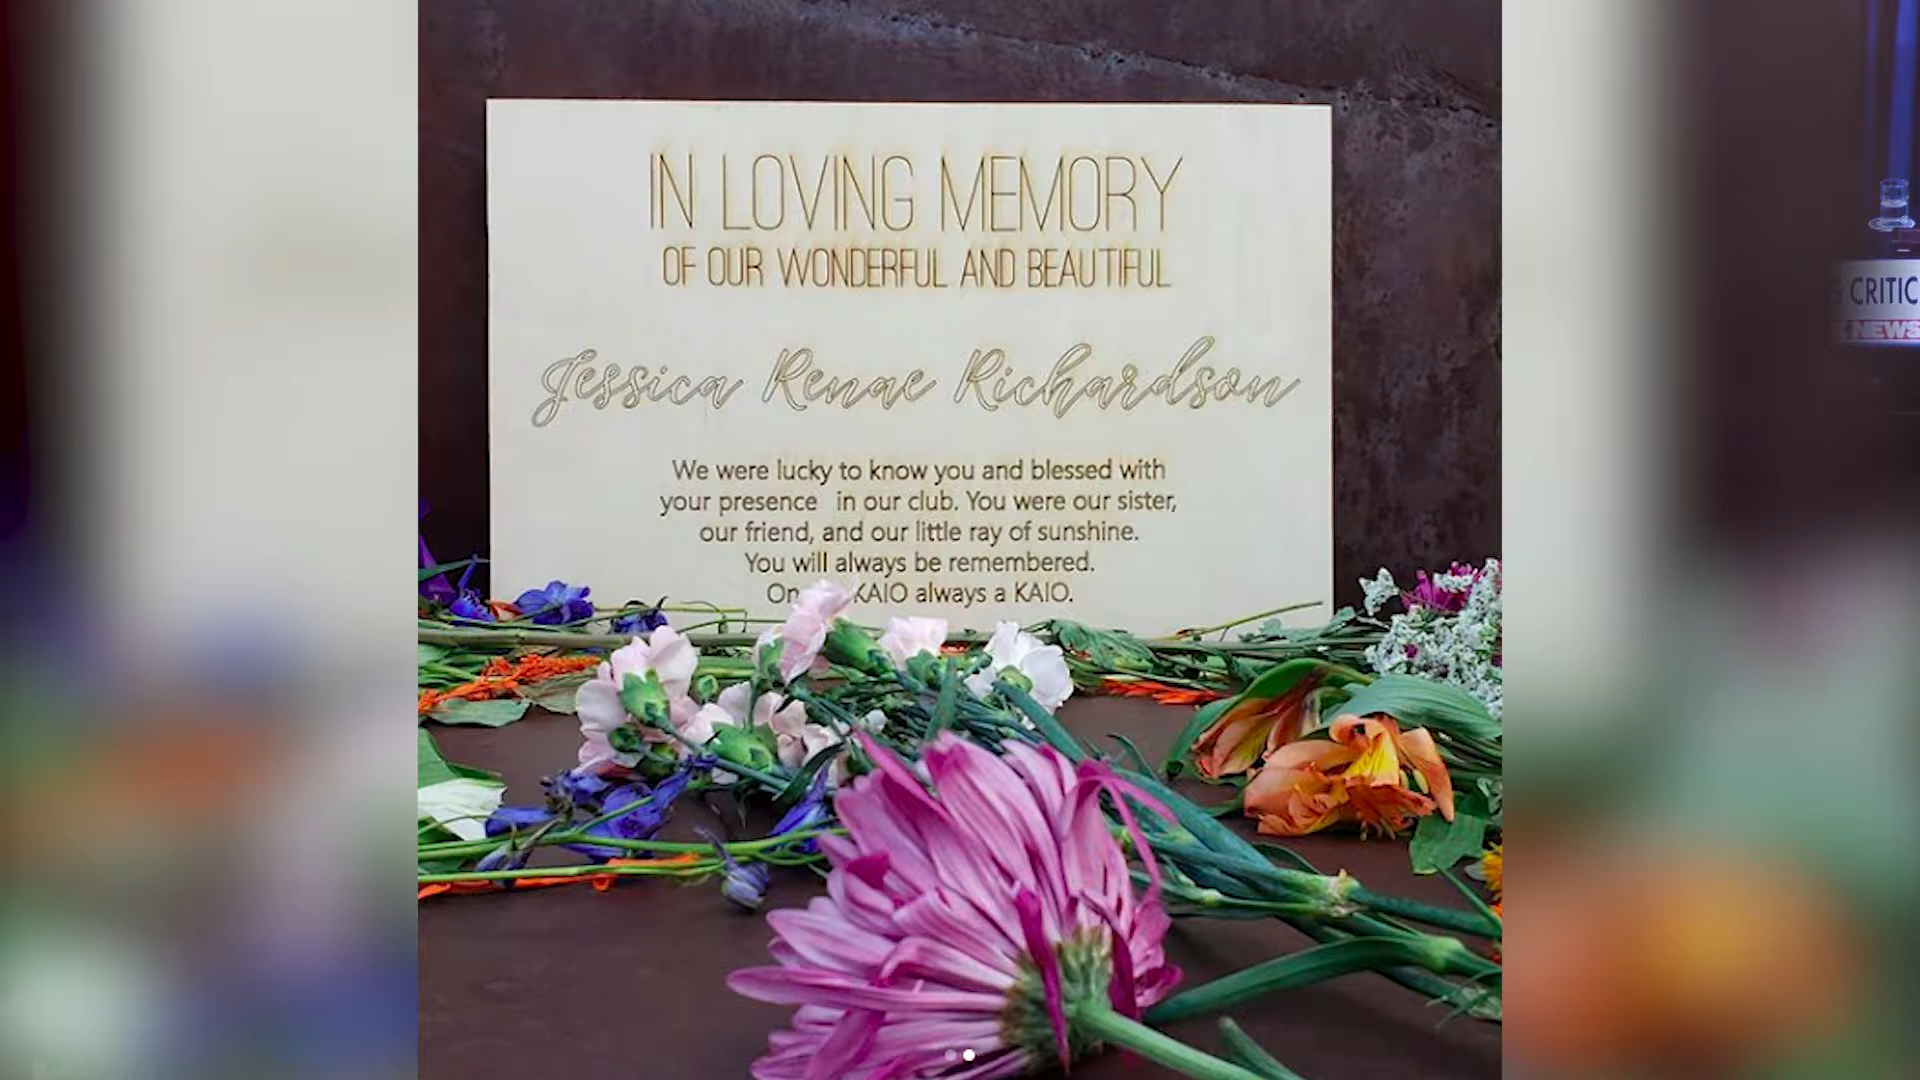 IN LOVING MEMORY
OF OUR WONDERFUL AND BEAUTIFUL
Jessica Renae Richardson
We were lucky to know you and blessed with
your presence in our club. You were our sister,
our friend, and our little ray of sunshine.
You will always be remembered.
On KAIO always a KAIO.
CRITIC
NEWS